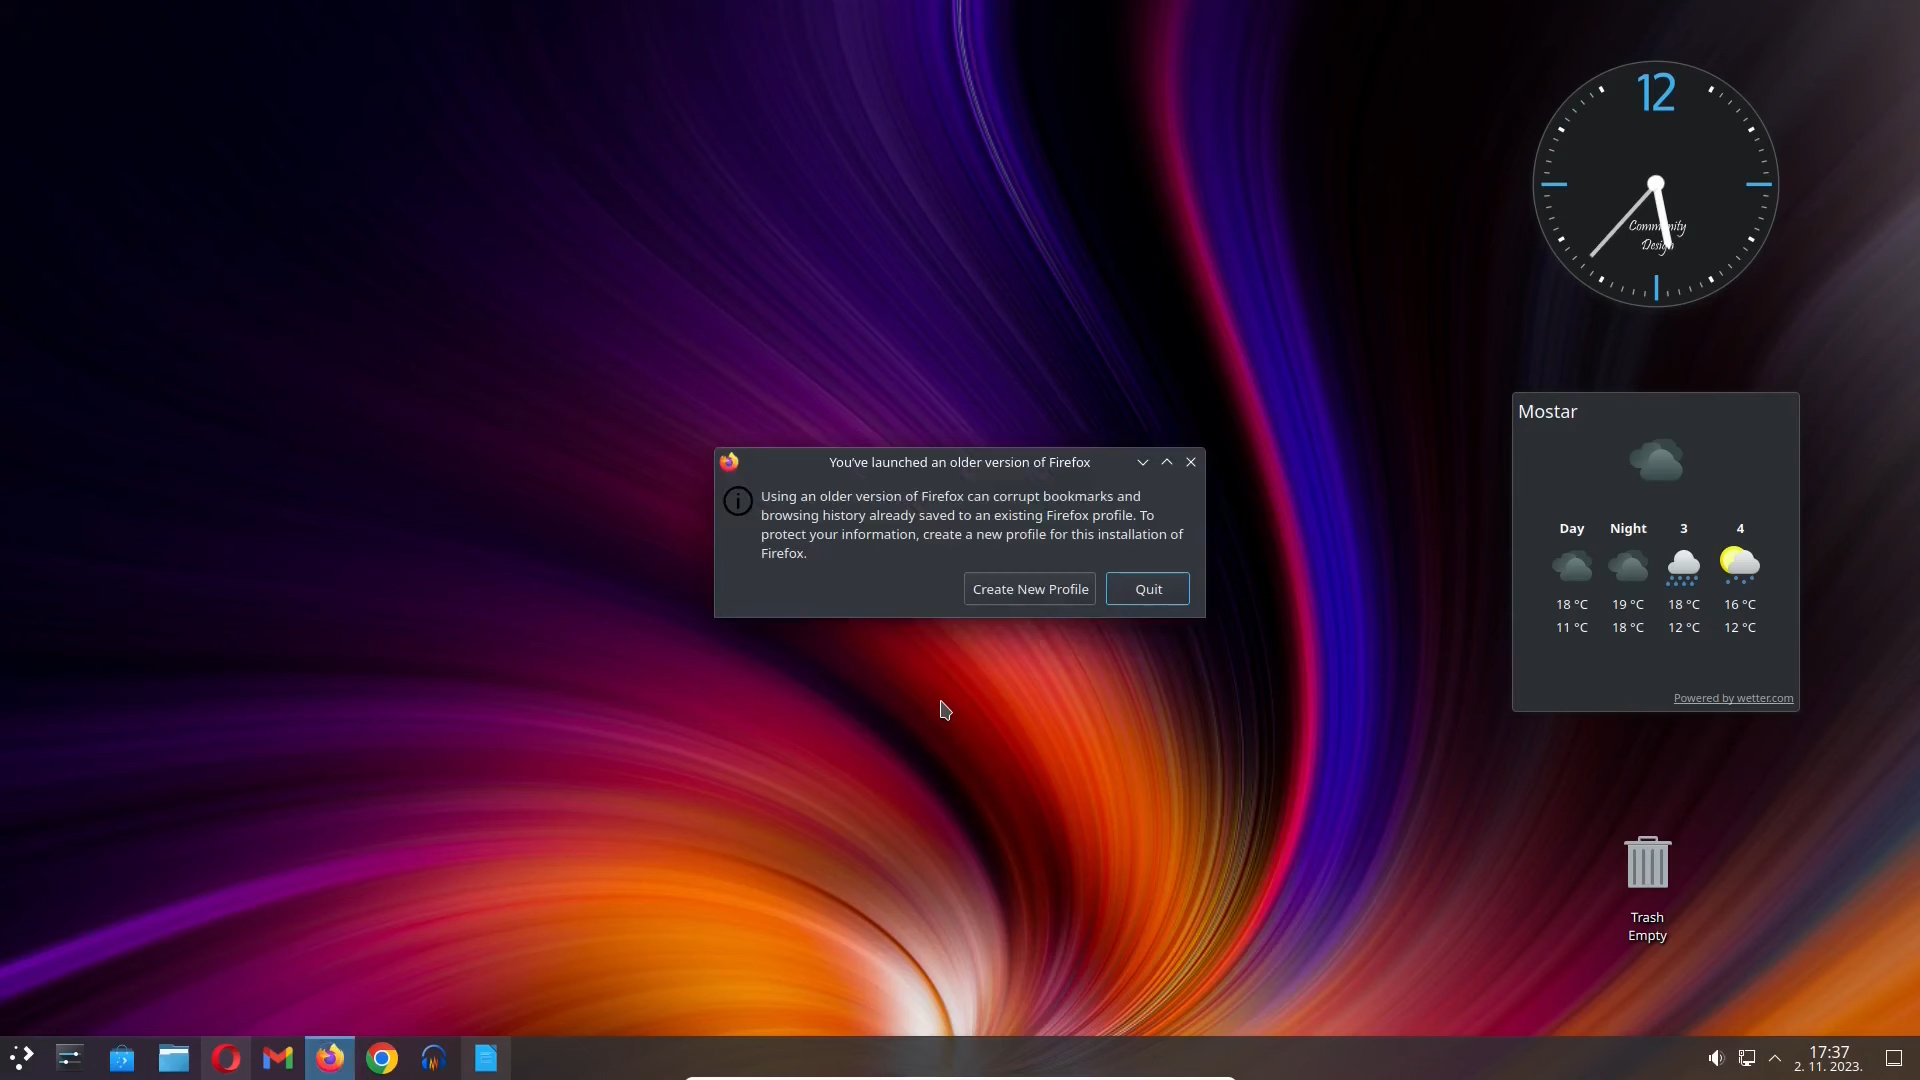 12
Community
Design
Mostar
Day Night 3 4
18 °C 19 °C 18 °C 16 °C
11 °C 18 °C 12 °C 12 °C
Powered by wetter.com
You've launched an older version of Firefox
Using an older version of Firefox can corrupt bookmarks and
browsing history already saved to an existing Firefox profile. To
protect your information, create a new profile for this installation of
Firefox.
Create New Profile Quit
Trash
Empty
17:37
2. 11. 2023.